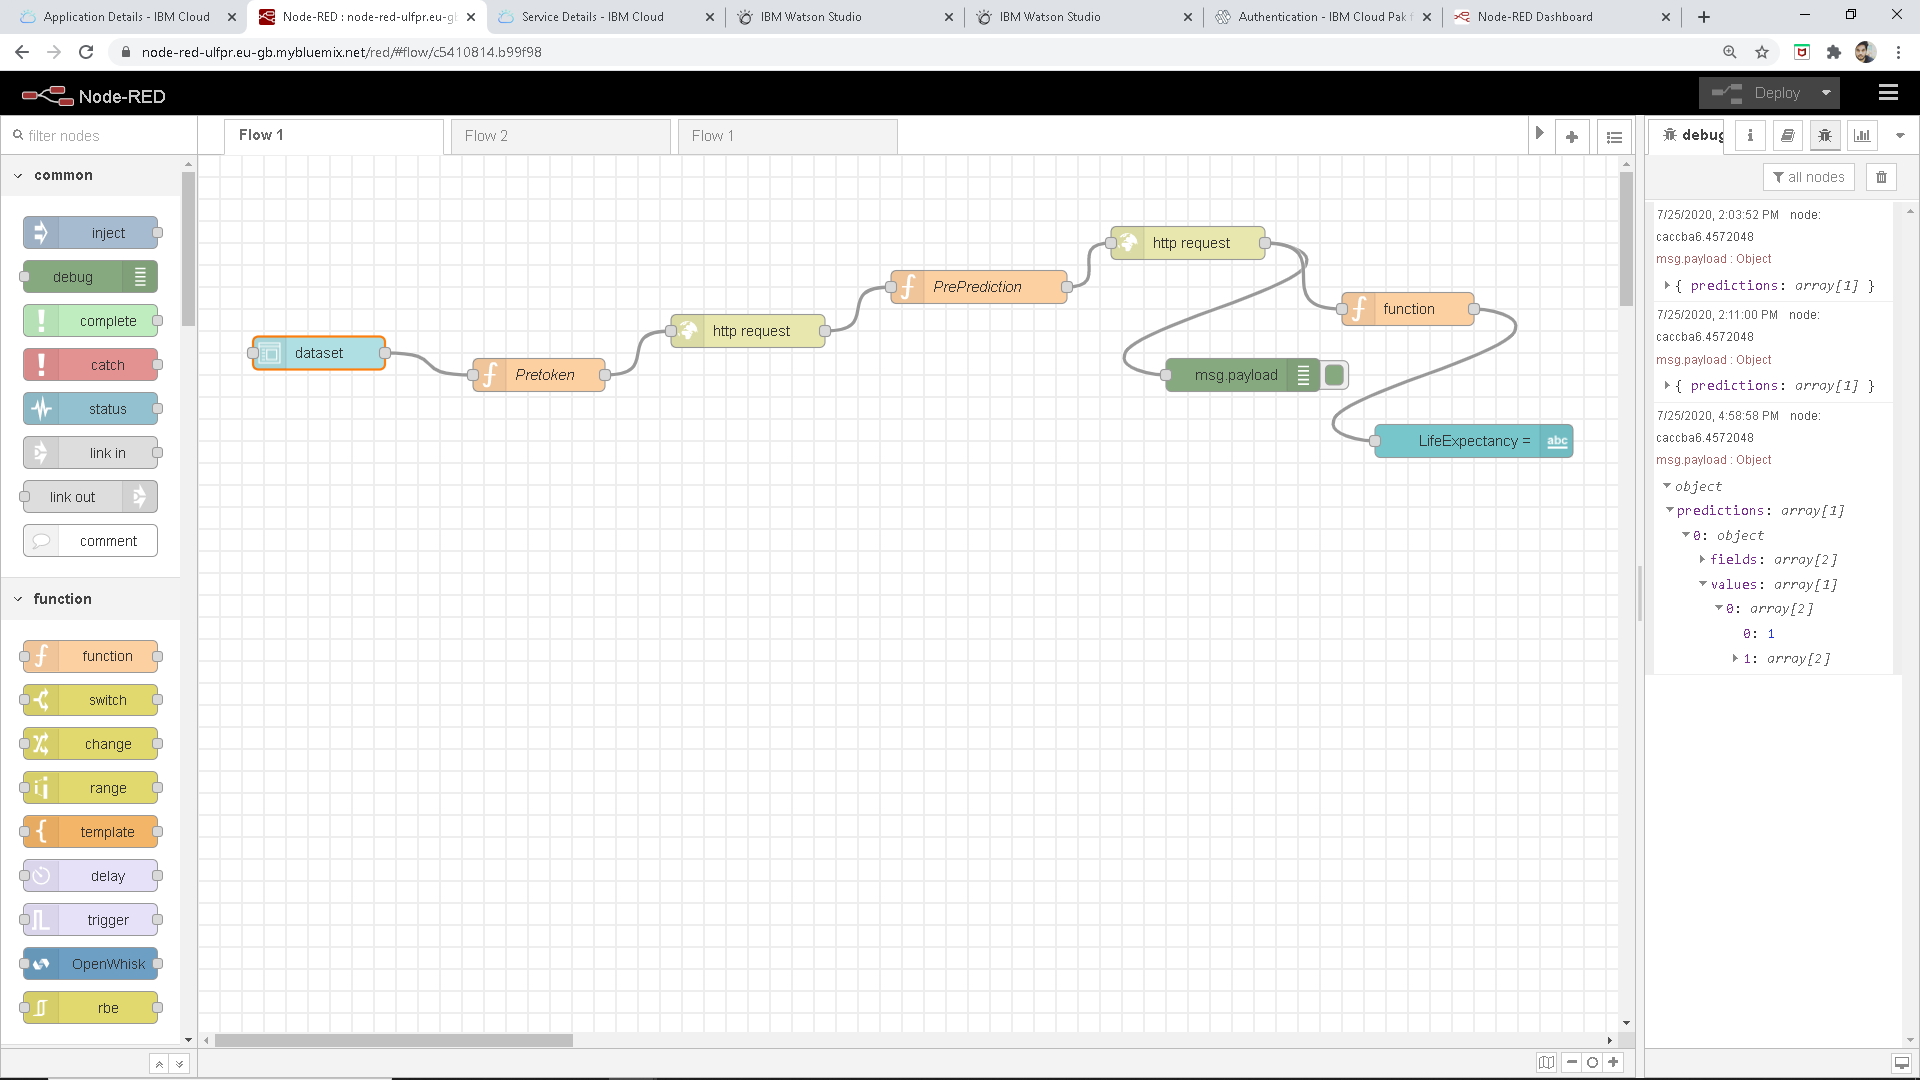 Application Details - IBM Cloud
Node-RED : node-red-ulfpr.eu-gb
Service Details - IBM Cloud
IBM Watson Studio
IBM Watson Studio
Authentication - IBM Cloud Pak f
Node-RED Dashboard
node-red-ulfpr.eu-gb.mybluemix.net/red/#flow/c5410814.b99f98
Node-RED
Deploy
filter nodes
Flow 1
Flow 2
Flow 1
debug
i
all nodes
common
inject
debug
complete
catch
status
link in
link out
comment
function
function
switch
change
range
template
delay
trigger
OpenWhisk
rbe
dataset
Pretoken
http request
PrePrediction
http request
function
msg.payload
LifeExpectancy =
abc
7/25/2020, 2:03:52 PM node:
caccba6.4572048
msg.payload : Object
{ predictions: array[1] }
7/25/2020, 2:11:00 PM node:
caccba6.4572048
msg.payload : Object
{ predictions: array[1] }
7/25/2020, 4:58:58 PM node:
caccba6.4572048
msg.payload : Object
object
predictions: array[1]
0: object
fields: array[2]
values: array[1]
0: array[2]
0: 1
1: array[2]